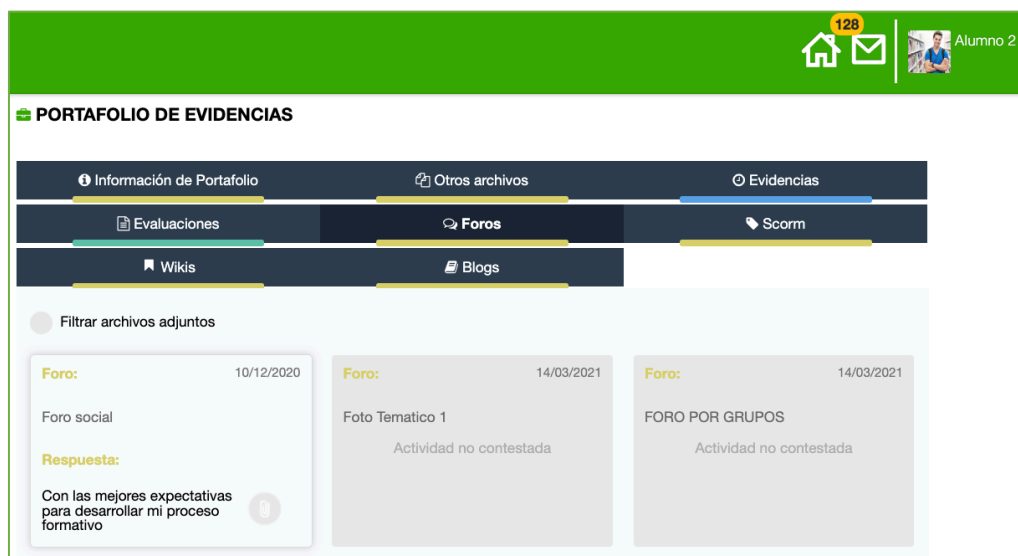 128
Alumno 2
PORTAFOLIO DE EVIDENCIAS
Información de Portafolio
Otros archivos
Evidencias
Evaluaciones
Foros
Scorm
Wikis
Blogs
Filtrar archivos adjuntos
Foro: 10/12/2020
Foro social
Respuesta:
Con las mejores expectativas
para desarrollar mi proceso
formativo
Foro: 14/03/2021
Foto Tematico 1
Actividad no contestada
Foro: 14/03/2021
FORO POR GRUPOS
Actividad no contestada